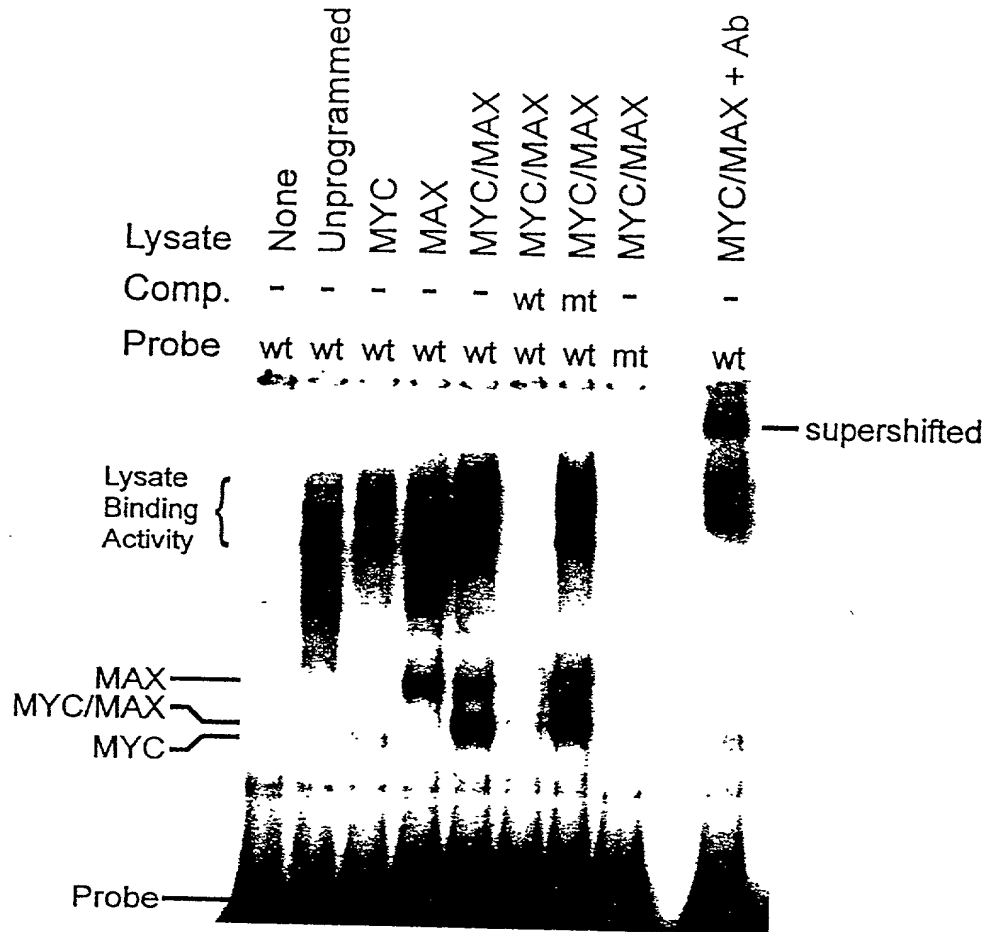 Lysate None Unprogrammed MYC MAX MYC/MAX MYC/MAX MYC/MAX MYC/MAX MYC/MAX + Ab
Comp. - - - - - wt mt - -
Probe wt wt wt wt wt wt wt mt wt
supershifted
Lysate
Binding
Activity
MAX
MYC/MAX
MYC
Probe